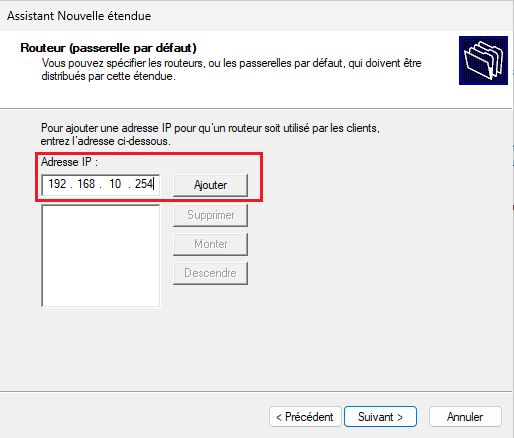 Assistant Nouvelle étendue
Routeur (passerelle par défaut)
Vous pouvez spécifier les routeurs, ou les passerelles par défaut, qui doivent être
distribués par cette étendue.
Pour ajouter une adresse IP pour qu'un routeur soit utilisé par les clients,
entrez l'adresse ci-dessous.
Adresse IP :
192 . 168 . 10 . 254
Ajouter
Supprimer
Monter
Descendre
< Précédent
Suivant >
Annuler